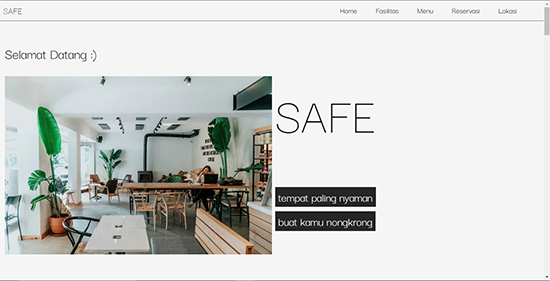 SAFE
Home Fasilitas Menu Reservasi Lokasi
Selamat Datang :)
SAFE
tempat paling nyaman
buat kamu nongkrong